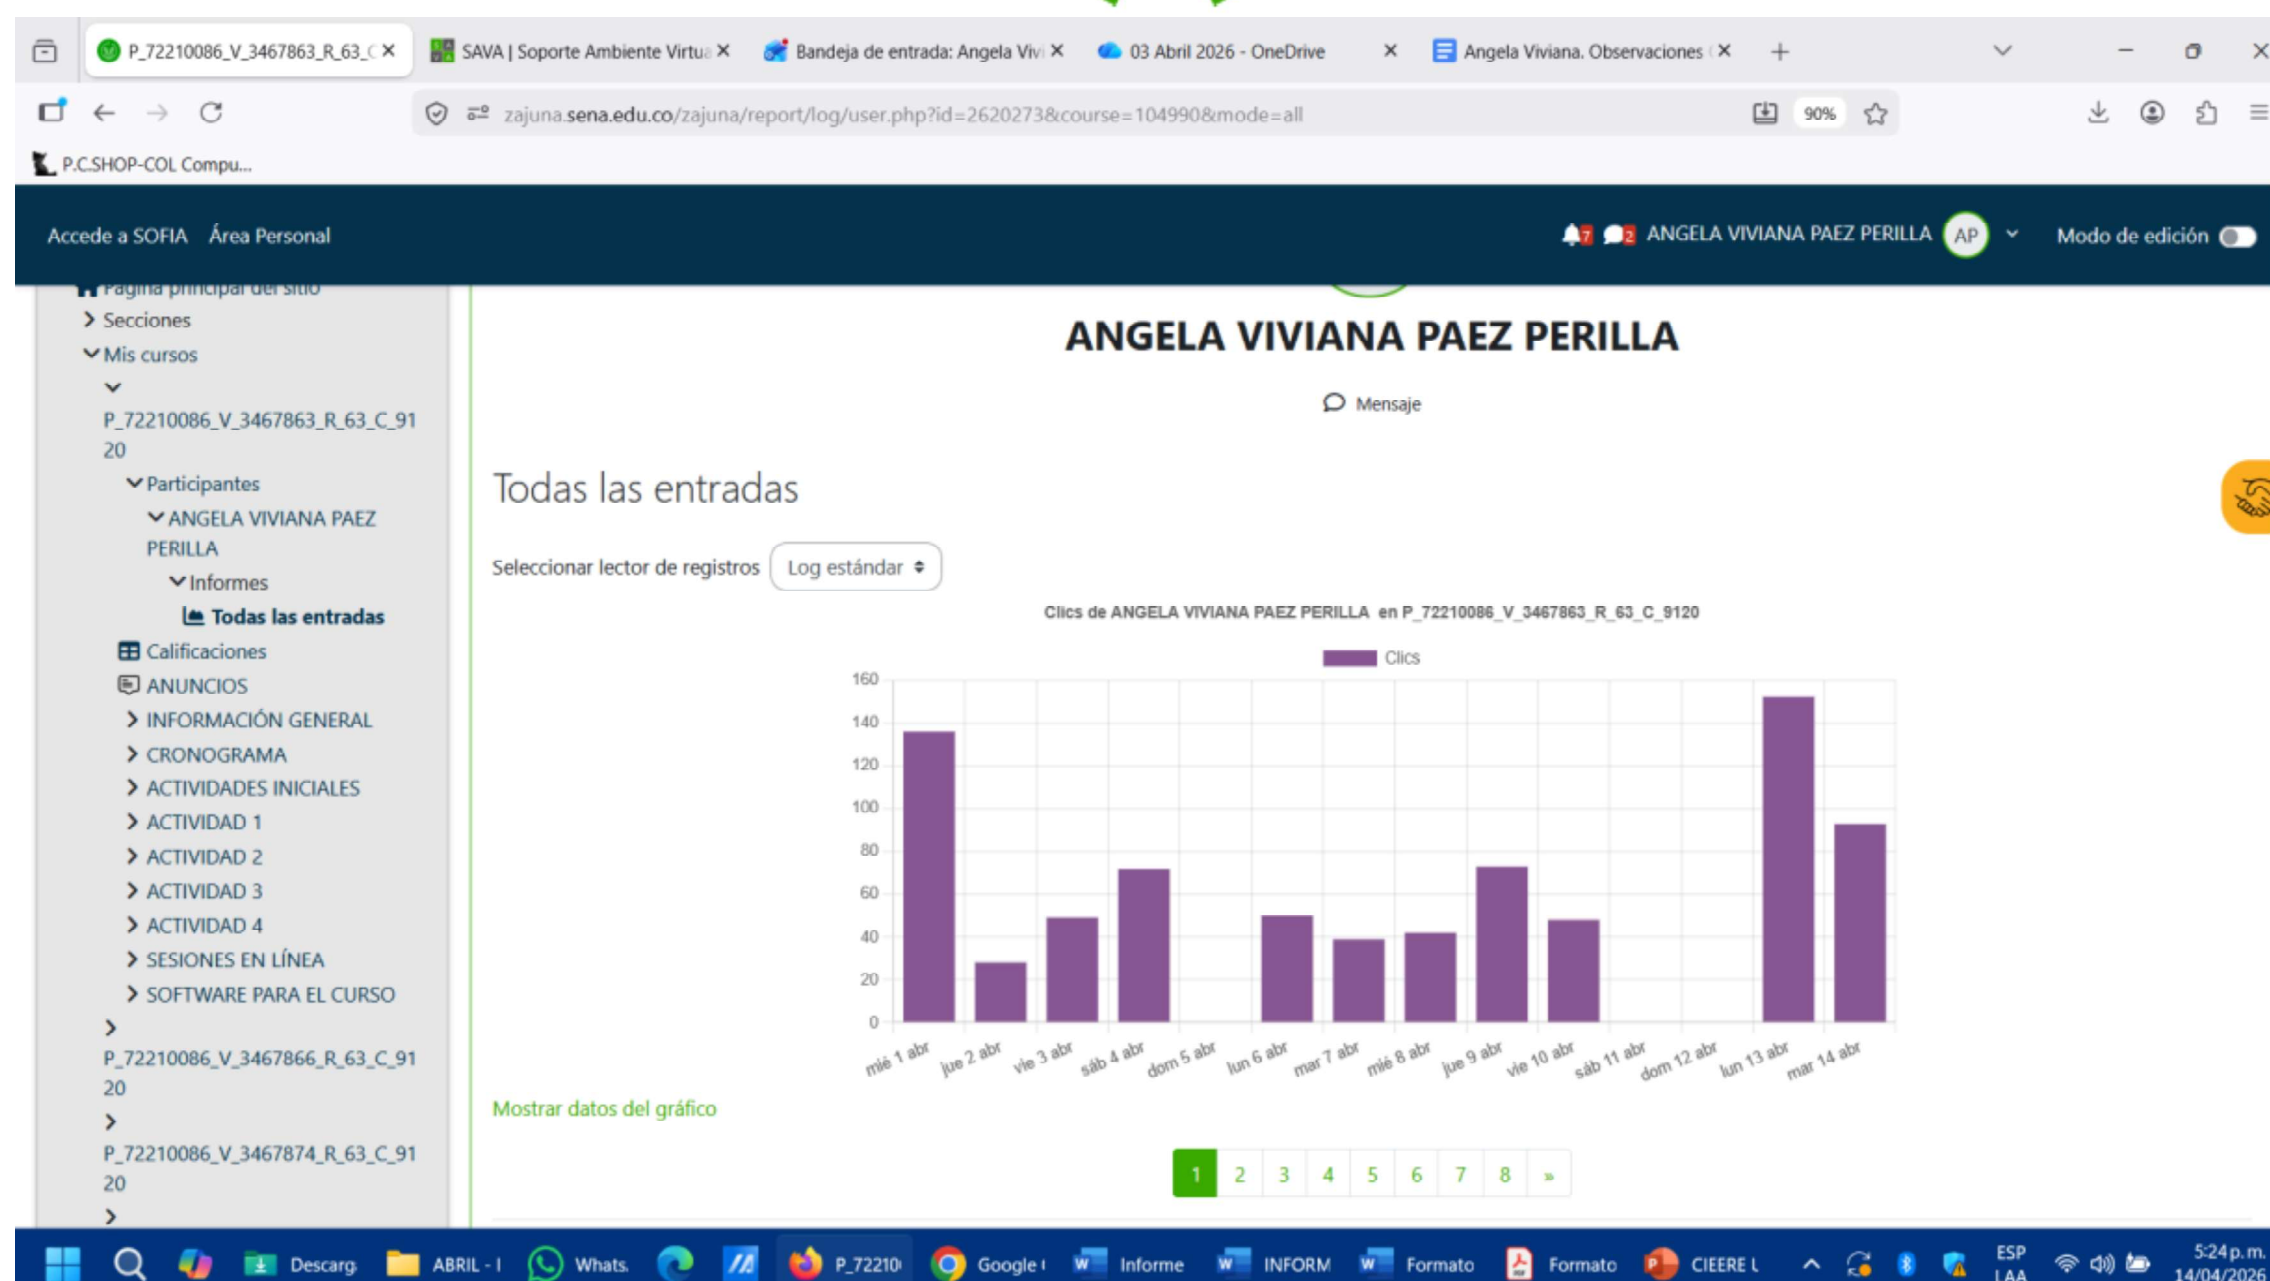 P_72210086_V_3467863_R_63_C
SAVA | Soporte Ambiente Virtua
Bandeja de entrada: Angela Vivi
03 Abril 2026 - OneDrive
Angela Viviana. Observaciones
zajuna.sena.edu.co/zajuna/report/log/user.php?id=2620273&course=104990&mode=all
90%
P.C.SHOP-COL Compu...
Accede a SOFIA Área Personal
7 2 ANGELA VIVIANA PAEZ PERILLA AP
Modo de edición
Página principal del sitio
Secciones
Mis cursos
P_72210086_V_3467863_R_63_C_91
20
Participantes
ANGELA VIVIANA PAEZ
PERILLA
Informes
Todas las entradas
Calificaciones
ANUNCIOS
INFORMACIÓN GENERAL
CRONOGRAMA
ACTIVIDADES INICIALES
ACTIVIDAD 1
ACTIVIDAD 2
ACTIVIDAD 3
ACTIVIDAD 4
SESIONES EN LÍNEA
SOFTWARE PARA EL CURSO
P_72210086_V_3467866_R_63_C_91
20
P_72210086_V_3467874_R_63_C_91
20
ANGELA VIVIANA PAEZ PERILLA
Mensaje
Todas las entradas
Seleccionar lector de registros Log estándar
Clics de ANGELA VIVIANA PAEZ PERILLA en P_72210086_V_3467863_R_63_C_9120
Clics
160
140
120
100
80
60
40
20
0
mié 1 abr jue 2 abr vie 3 abr sáb 4 abr dom 5 abr lun 6 abr mar 7 abr mié 8 abr jue 9 abr vie 10 abr sáb 11 abr dom 12 abr lun 13 abr mar 14 abr
Mostrar datos del gráfico
1 2 3 4 5 6 7 8 »
Descarg
ABRIL - I
Whats.
P_72210
Google
Informe
INFORM
Formato
Formato
CIEERE L
ESP
LAA
5:24 p. m.
14/04/2026